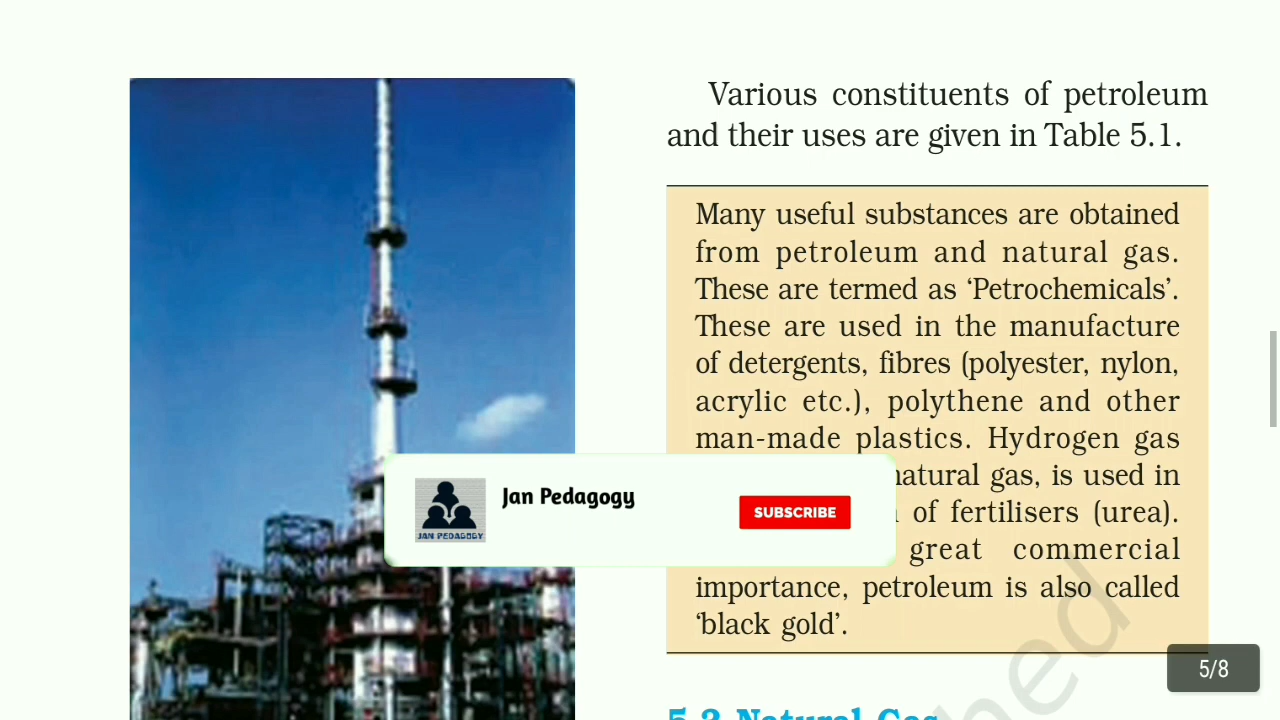 Various constituents of petroleum
and their uses are given in Table 5.1.
Many useful substances are obtained
from petroleum and natural gas.
These are termed as ‘Petrochemicals’.
These are used in the manufacture
of detergents, fibres (polyester, nylon,
acrylic etc.), polythene and other
man-made plastics. Hydrogen gas
natural gas, is used in
of fertilisers (urea).
great commercial
importance, petroleum is also called
‘black gold’.
Jan Pedagogy
JAN PEDAGOGY
SUBSCRIBE
5/8